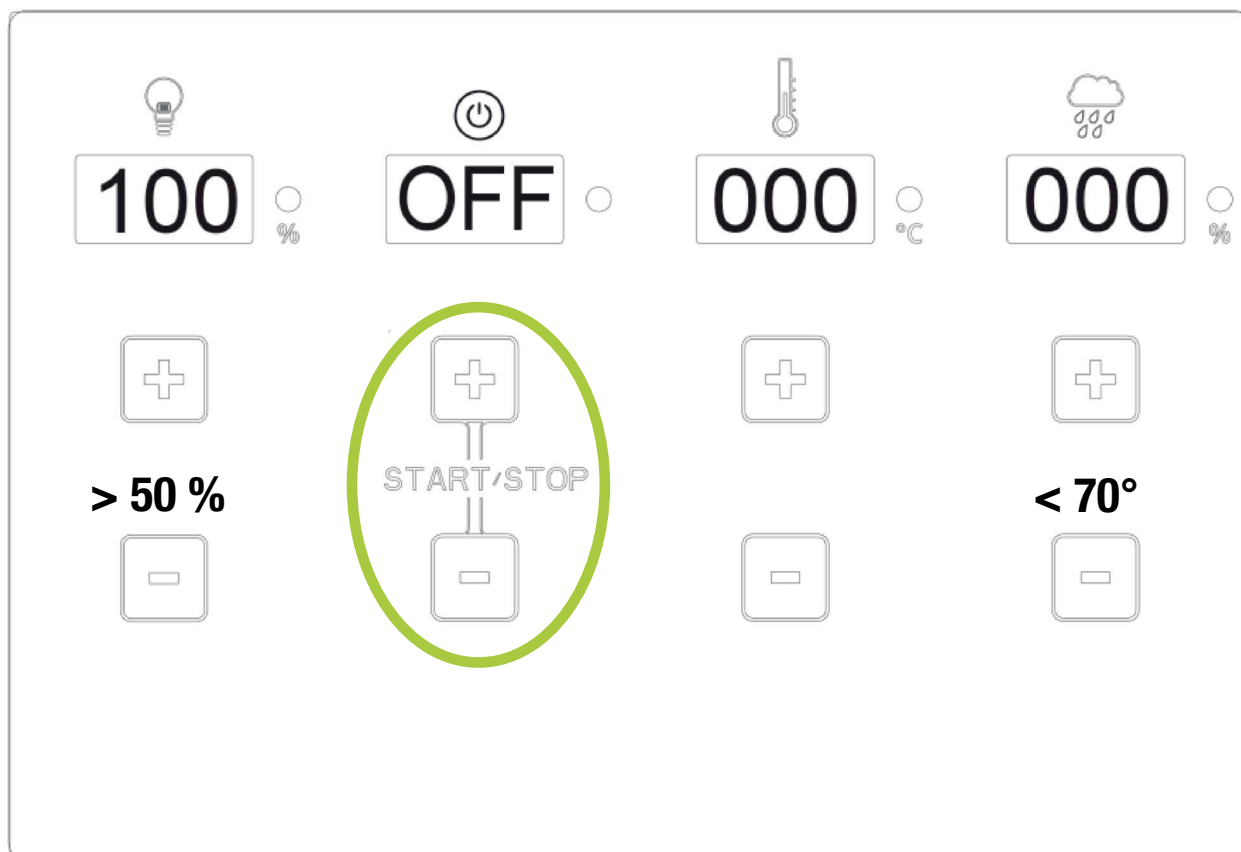 100 % OFF 000 °C 000 %
+ + + +
START/STOP
> 50 % < 70°
- - - -